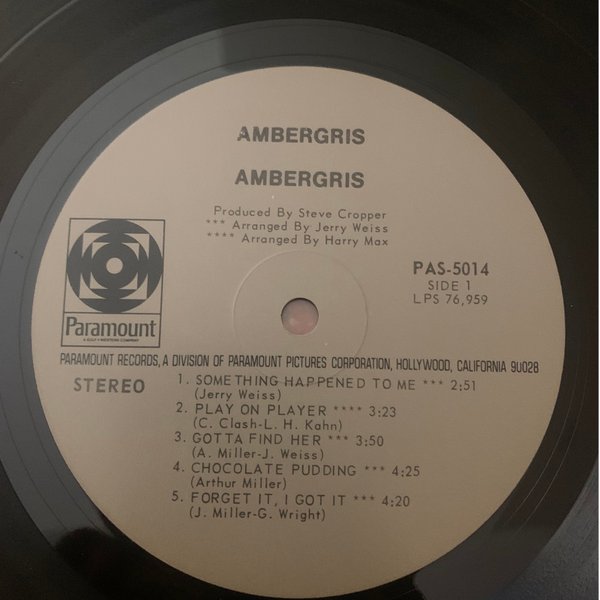 AMBERGRIS
AMBERGRIS
Produced By Steve Cropper
*** Arranged By Jerry Weiss
**** Arranged By Harry Max
PAS-5014
SIDE 1
LPS 76,959
Paramount
A GULF+WESTERN COMPANY
PARAMOUNT RECORDS, A DIVISION OF PARAMOUNT PICTURES CORPORATION, HOLLYWOOD, CALIFORNIA 90028
STEREO
1. SOMETHING HAPPENED TO ME *** 2:51
(Jerry Weiss)
2. PLAY ON PLAYER **** 3:23
(C. Clash-L. H. Kahn)
3. GOTTA FIND HER *** 3:50
(A. Miller-J. Weiss)
4. CHOCOLATE PUDDING *** 4:25
(Arthur Miller)
5. FORGET IT, I GOT IT *** 4:20
(J. Miller-G. Wright)